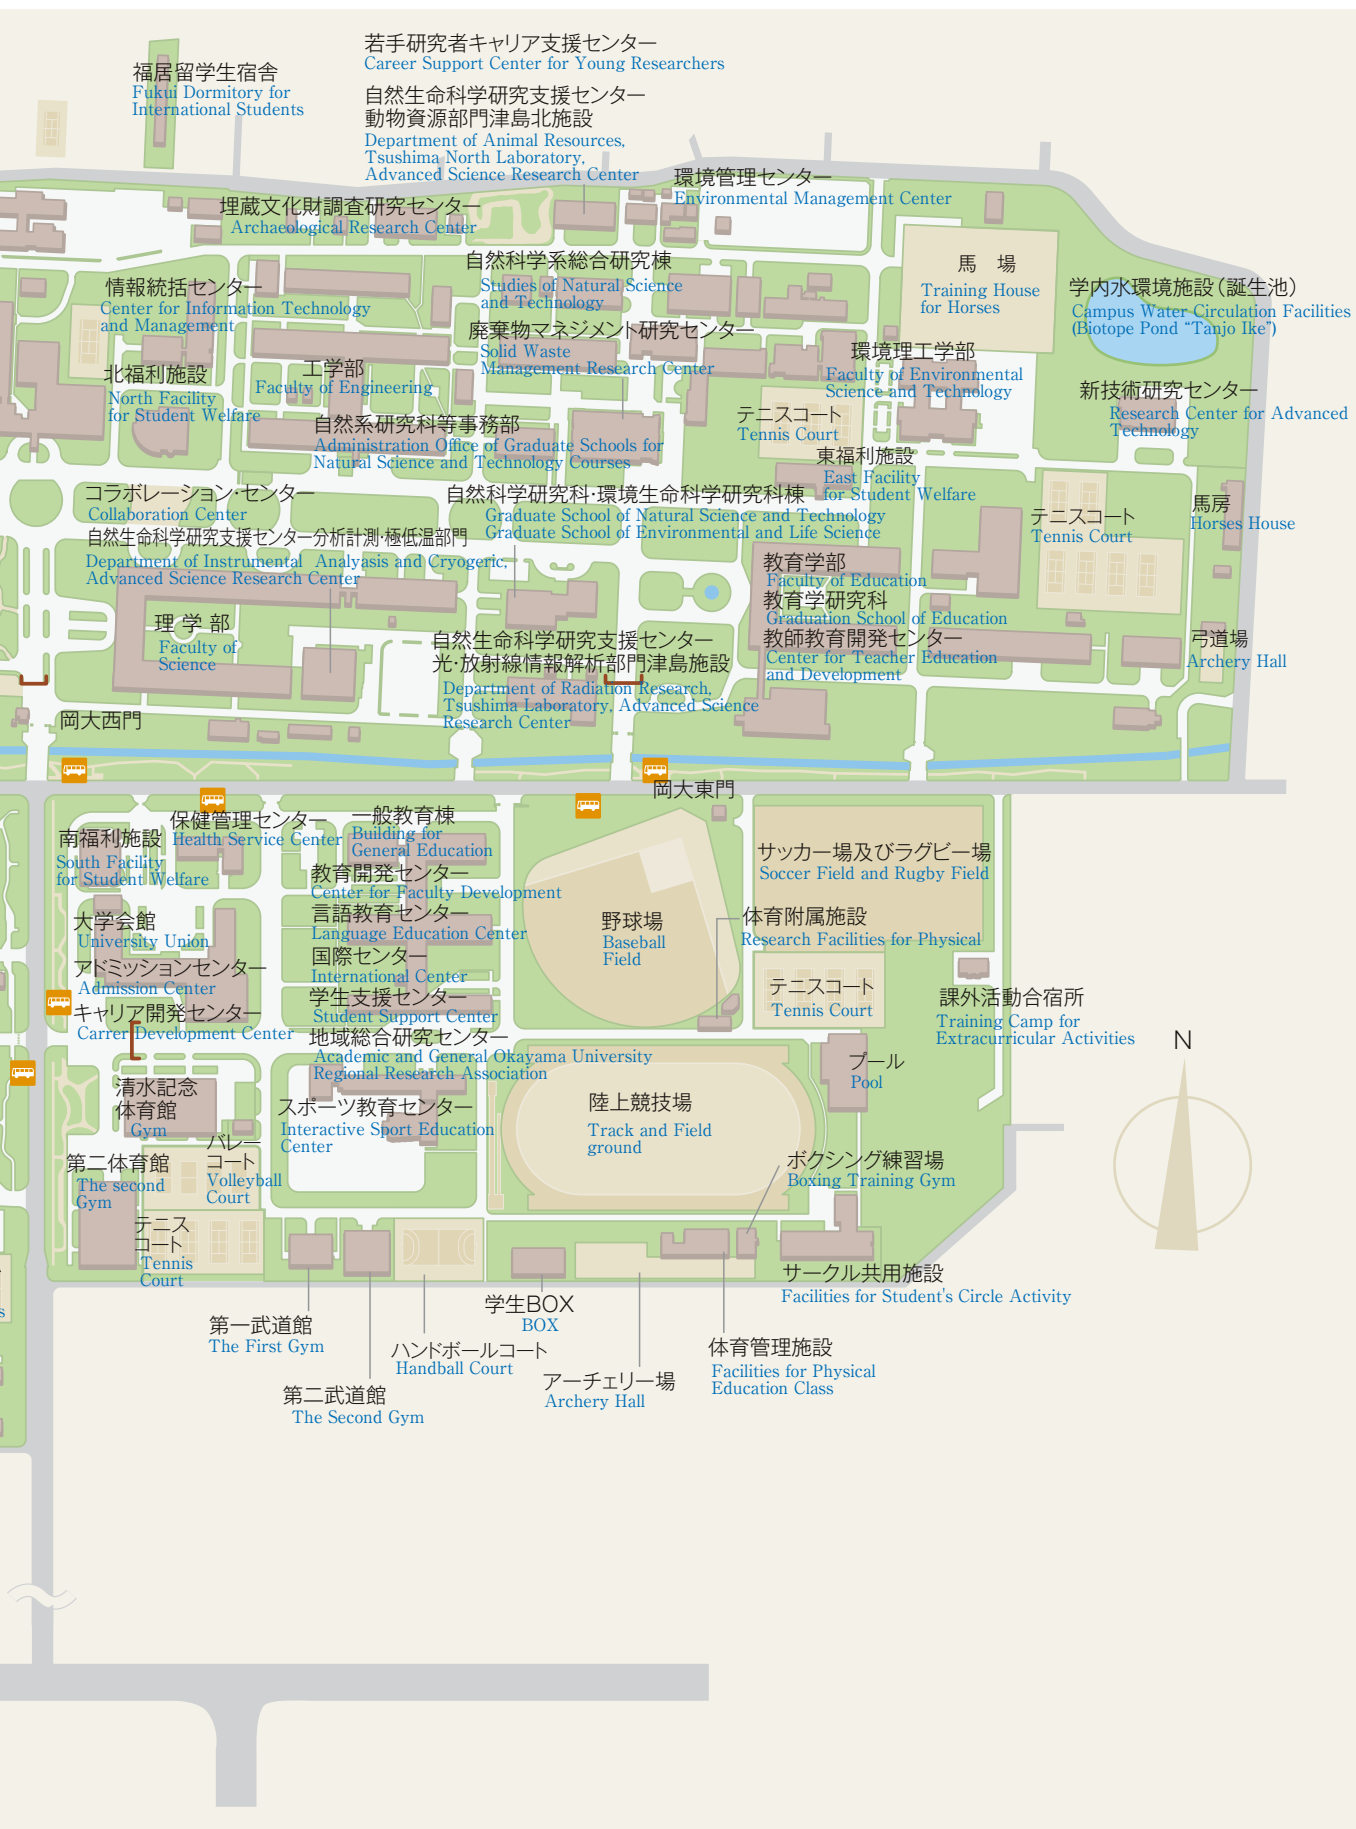 若手研究者キャリア支援センター
Career Support Center for Young Researchers
福居留学生宿舎
Fukui Dormitory for
International Students
自然生命科学研究支援センター
動物資源部門津島北施設
Department of Animal Resources,
Tsushima North Laboratory,
Advanced Science Research Center
環境管理センター
Environmental Management Center
埋蔵文化財調査研究センター
Archaeological Research Center
自然科学系総合研究棟
Studies of Natural Science
and Technology
馬　場
Training House
for Horses
学内水環境施設（誕生池）
Campus Water Circulation Facilities
(Biotope Pond “Tanjo Ike”)
情報統括センター
Center for Information Technology
and Management
廃棄物マネジメント研究センター
Solid Waste
Management Research Center
環境理工学部
Faculty of Environmental
Science and Technology
北福利施設
North Facility
for Student Welfare
工学部
Faculty of Engineering
新技術研究センター
Research Center for Advanced
Technology
自然系研究科等事務部
Administration Office of Graduate Schools for
Natural Science and Technology Courses
テニスコート
Tennis Court
東福利施設
East Facility
for Student Welfare
コラボレーション・センター
Collaboration Center
自然科学研究科・環境生命科学研究科棟
Graduate School of Natural Science and Technology
Graduate School of Environmental and Life Science
テニスコート
Tennis Court
馬房
Horses House
自然生命科学研究支援センター分析計測・極低温部門
Department of Instrumental Analyasis and Cryogeric,
Advanced Science Research Center
教育学部
Faculty of Education
教育学研究科
Graduation School of Education
教師教育開発センター
Center for Teacher Education
and Development
理 学 部
Faculty of
Science
自然生命科学研究支援センター
光・放射線情報解析部門津島施設
Department of Radiation Research,
Tsushima Laboratory, Advanced Science
Research Center
弓道場
Archery Hall
岡大西門
岡大東門
南福利施設
South Facility
for Student Welfare
保健管理センター
Health Service Center
一般教育棟
Building for
General Education
教育開発センター
Center for Faculty Development
言語教育センター
Language Education Center
国際センター
International Center
学生支援センター
Student Support Center
地域総合研究センター
Academic and General Okayama University
Regional Research Association
大学会館
University Union
アドミッションセンター
Admission Center
キャリア開発センター
Carrer Development Center
野球場
Baseball
Field
サッカー場及びラグビー場
Soccer Field and Rugby Field
体育附属施設
Research Facilities for Physical
テニスコート
Tennis Court
課外活動合宿所
Training Camp for
Extracurricular Activities
N
プール
Pool
清水記念
体育館
Gym
スポーツ教育センター
Interactive Sport Education
Center
陸上競技場
Track and Field
ground
バレー
コート
Volleyball
Court
第二体育館
The second
Gym
ボクシング練習場
Boxing Training Gym
テニス
コート
Tennis
Court
サークル共用施設
Facilities for Student's Circle Activity
学生BOX
BOX
第一武道館
The First Gym
ハンドボールコート
Handball Court
体育管理施設
Facilities for Physical
Education Class
アーチェリー場
Archery Hall
第二武道館
The Second Gym